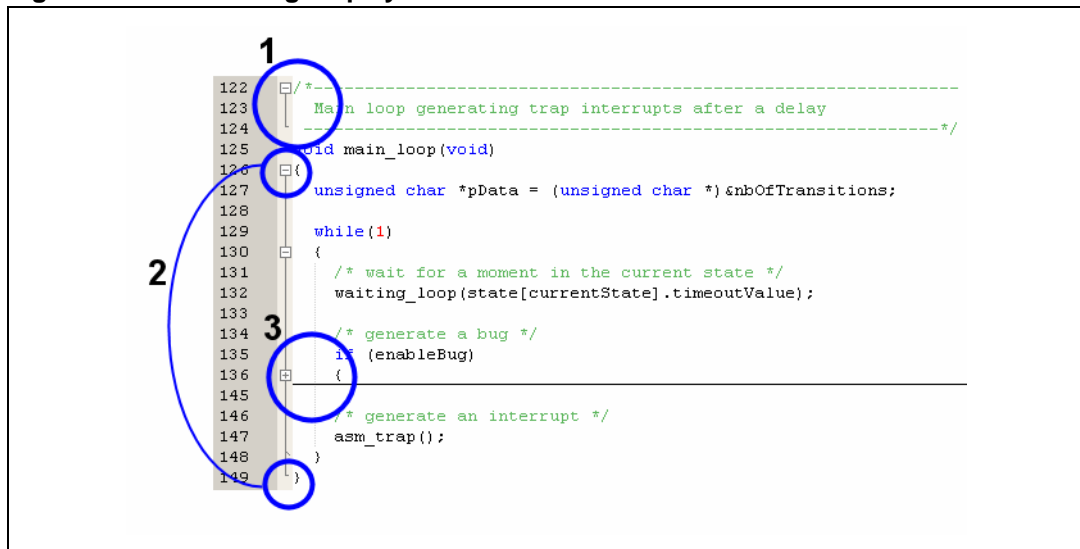 1
122 /*-----------------------------------------------------------------
123 Main loop generating trap interrupts after a delay
124 -----------------------------------------------------------------*/
125 void main_loop(void)
126 {
127 unsigned char *pData = (unsigned char *)&nbOfTransitions;
128
129 while(1)
130 {
131 /* wait for a moment in the current state */
2
132 waiting_loop(state[currentState].timeoutValue);
133
3
134 /* generate a bug */
135 if (enableBug)
136 {
145
146 /* generate an interrupt */
147 asm_trap();
148 }
149 }